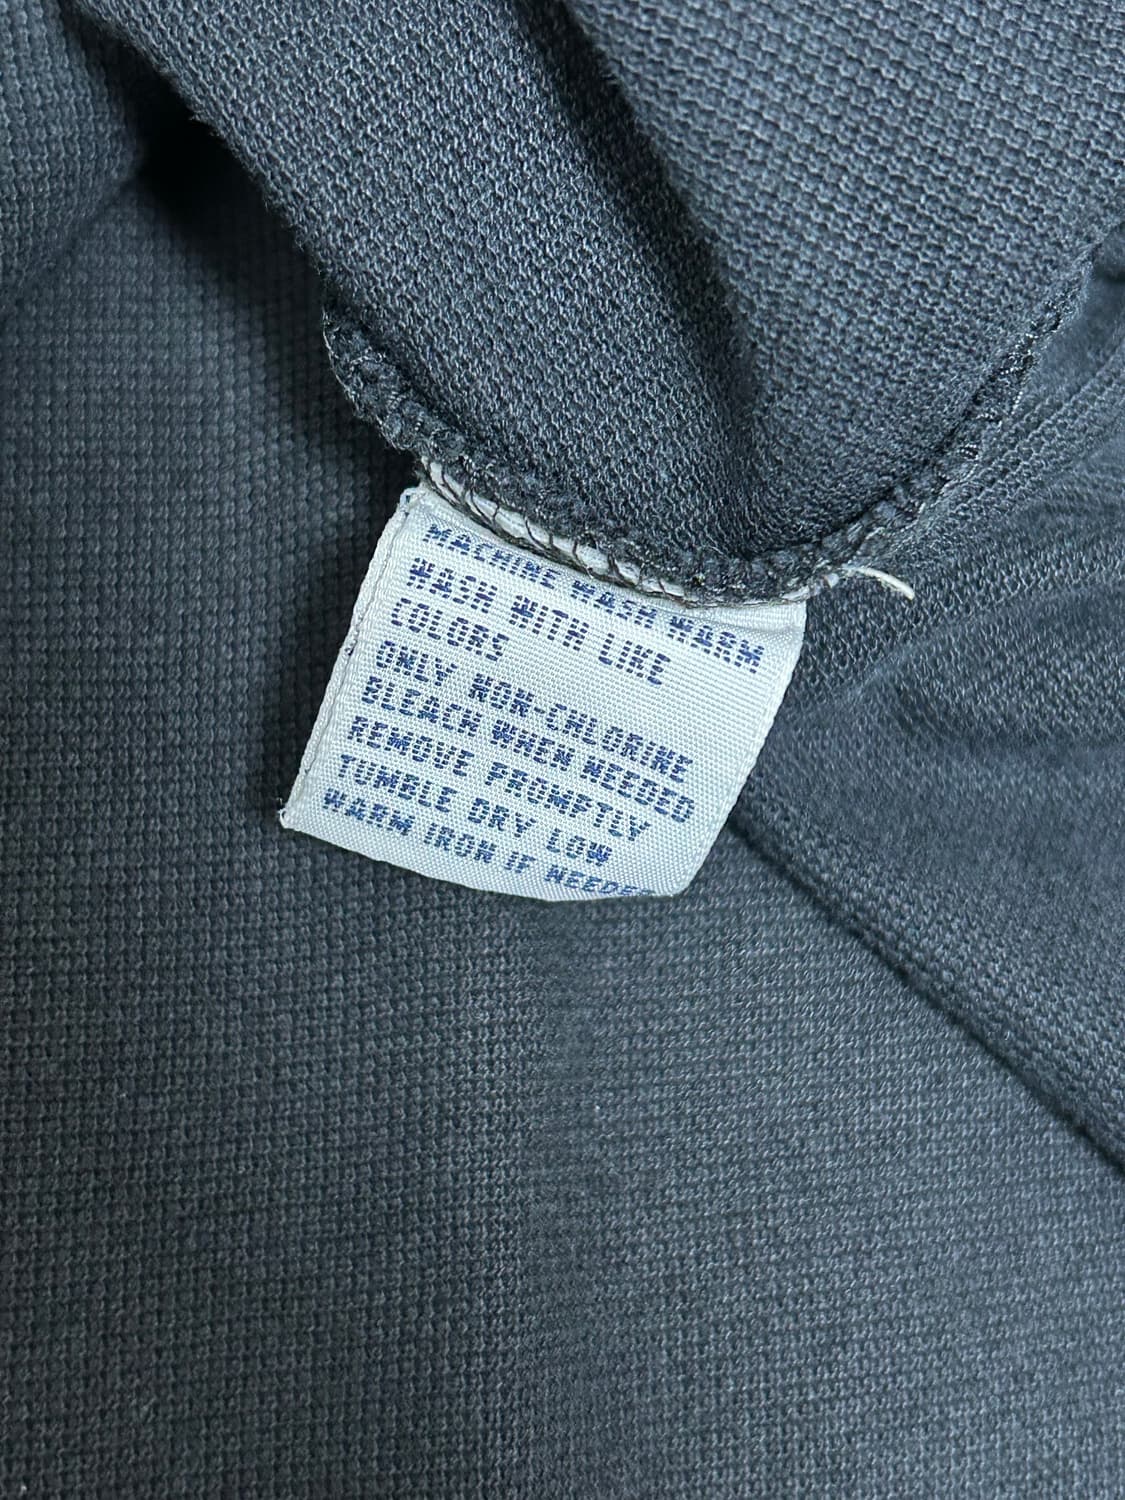 MACHINE WASH WARM
WASH WITH LIKE
COLORS
ONLY NON-CHLORINE
BLEACH WHEN NEEDED
REMOVE PROMPTLY
TUMBLE DRY LOW
WARM IRON IF NEEDED